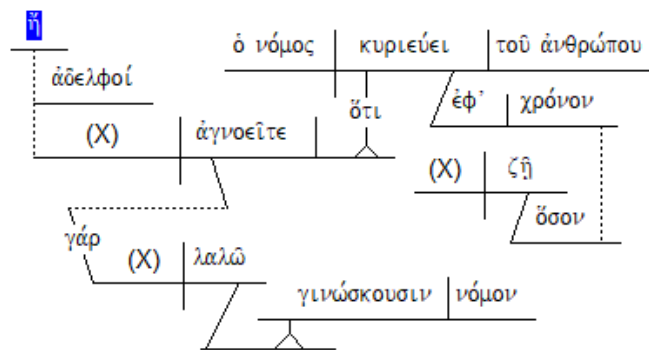 ἤ
ὁ νόμος κυριεύει τοῦ ἀνθρώπου
ἀδελφοί
ὅτι
ἐφ’ χρόνον
(X) ἀγνοεῖτε
(X) ζῇ
ὅσον
γάρ
(X) λαλῶ
γινώσκουσιν νόμον